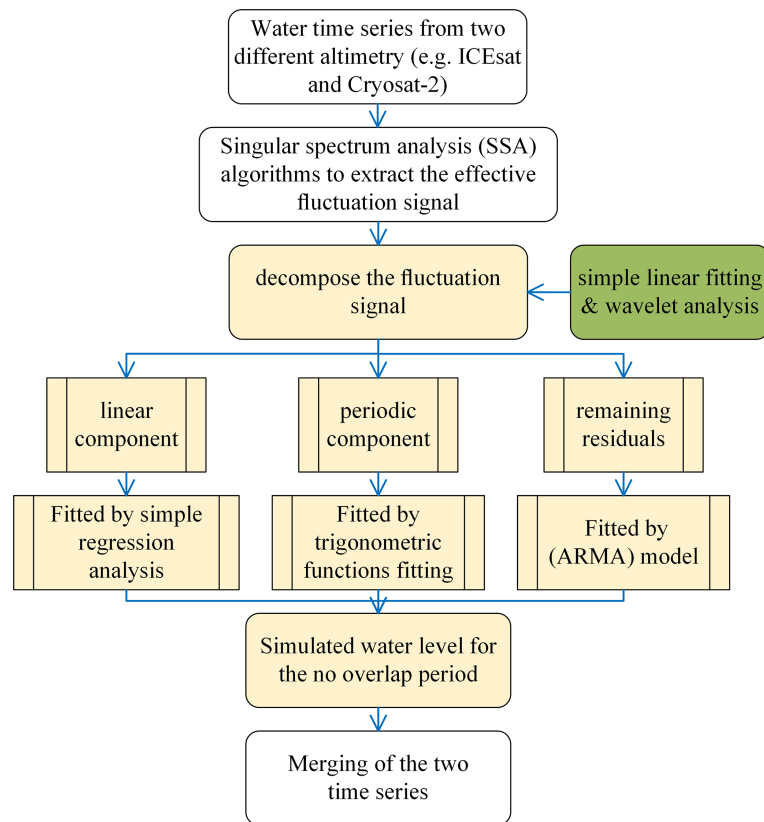 Water time series from two
different altimetry (e.g. ICEsat
and Cryosat-2)
Singular spectrum analysis (SSA)
algorithms to extract the effective
fluctuation signal
decompose the fluctuation
signal
simple linear fitting
& wavelet analysis
linear
component
periodic
component
remaining
residuals
Fitted by simple
regression
analysis
Fitted by
trigonometric
functions fitting
Fitted by
(ARMA) model
Simulated water level for
the no overlap period
Merging of the two
time series